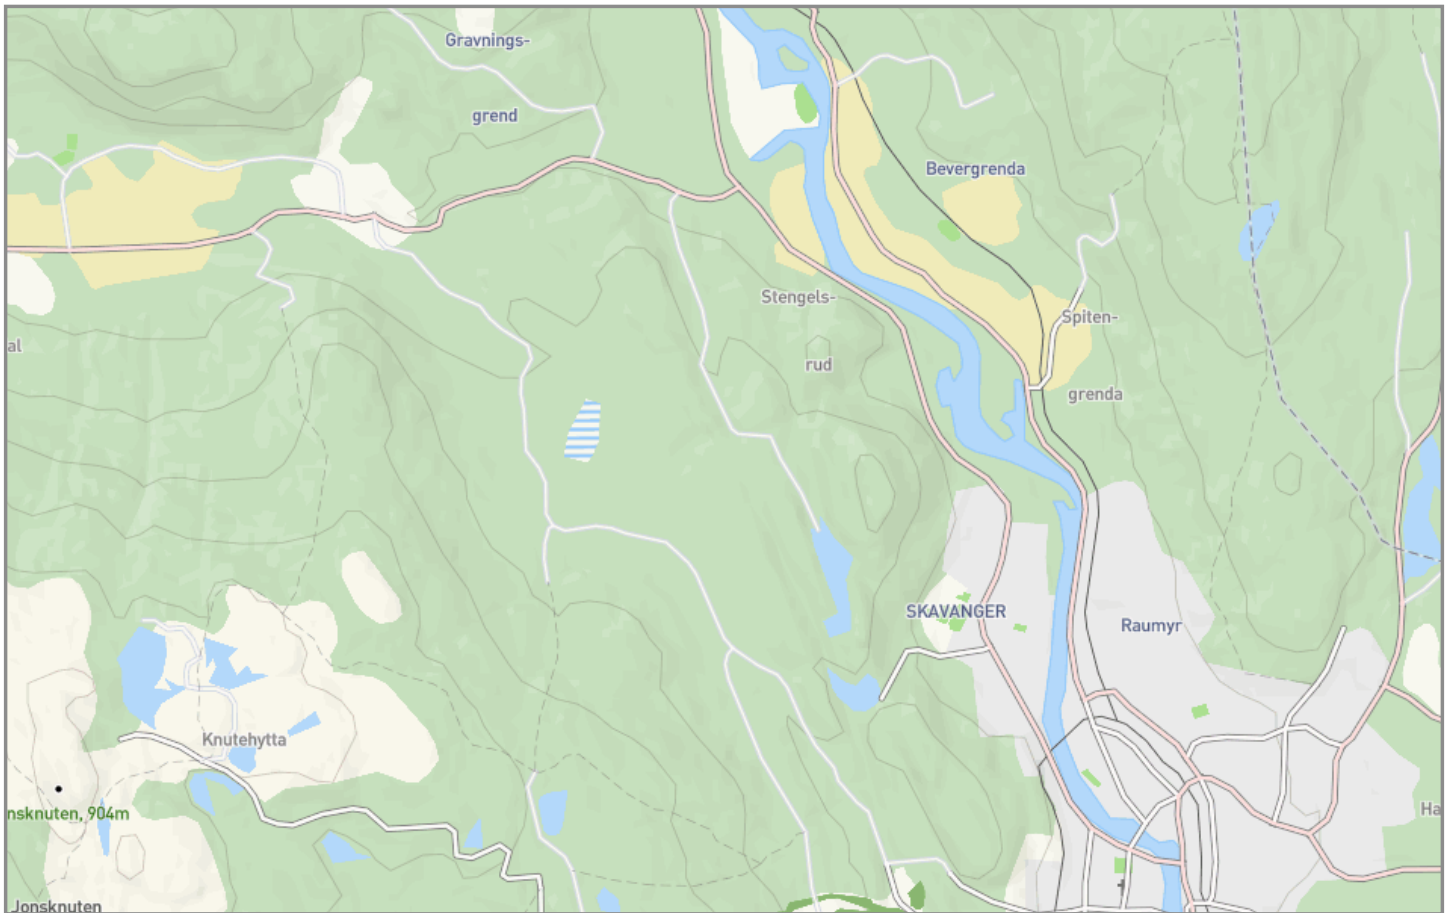 Gravnings-
grend
Bevergrenda
Stengels-
rud
Spiten-
grenda
al
SKAVANGER
Raumyr
Knutehytta
nsknuten, 904m
Ha
Jonsknuten